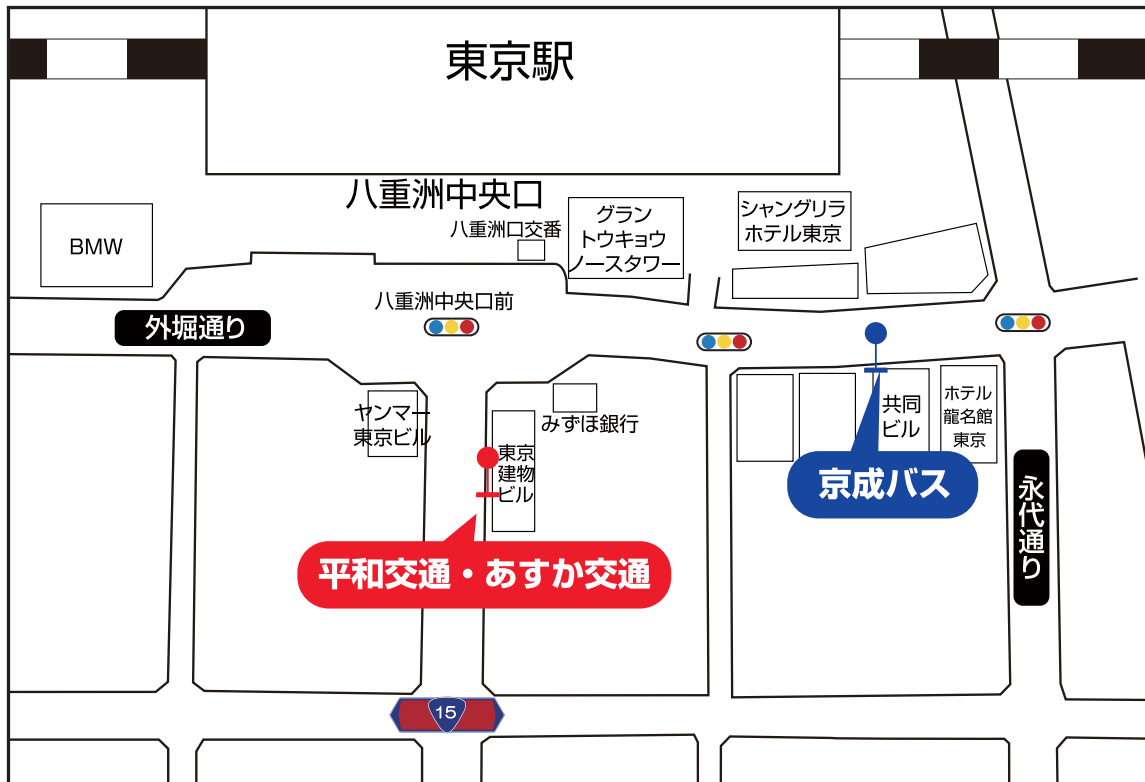 東京駅
八重洲中央口
八重洲口交番
グラン
トウキョウ
ノースタワー
シャングリラ
ホテル東京
BMW
八重洲中央口前
外堀通り
ヤンマー
東京ビル
みずほ銀行
東京
建物
ビル
共同
ビル
ホテル
龍名館
東京
京成バス
永代通り
平和交通・あすか交通
15